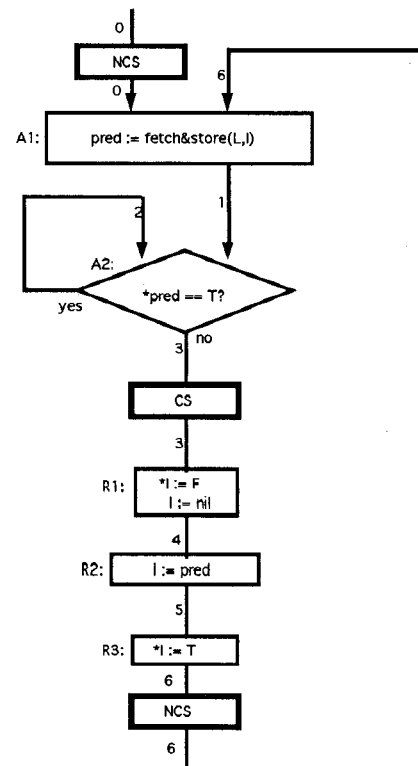 0
NCS
0
6
A1:
pred := fetch&store(L,I)
2
1
A2:
*pred == T?
yes
no
3
CS
3
R1:
*I := F
I := nil
4
R2:
I := pred
5
R3:
*I := T
6
NCS
6